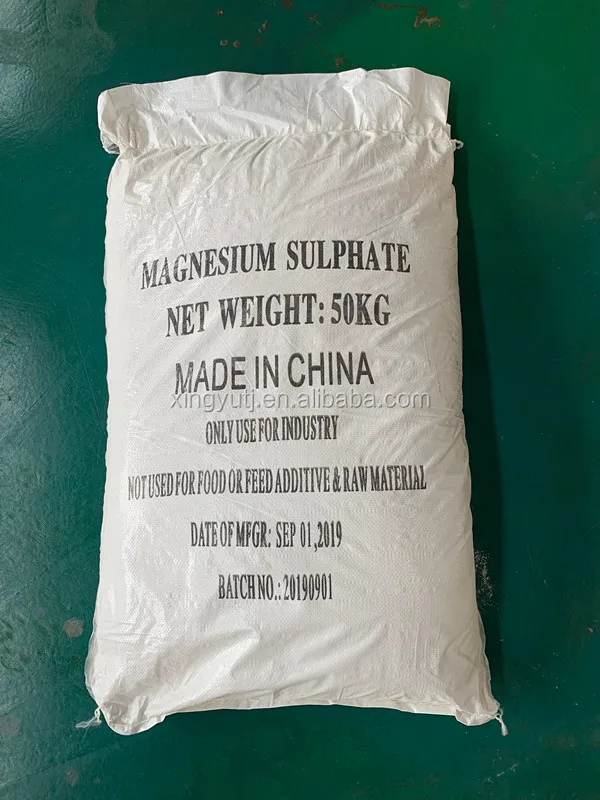 MAGNESIUM SULPHATE
NET WEIGHT: 50KG
MADE IN CHINA
xingyutj.en.alibaba.com
ONLY USE FOR INDUSTRY
NOT USED FOR FOOD OR FEED ADDITIVE & RAW MATERIAL
DATE OF MFGR: SEP 01,2019
BATCH NO.: 20190901